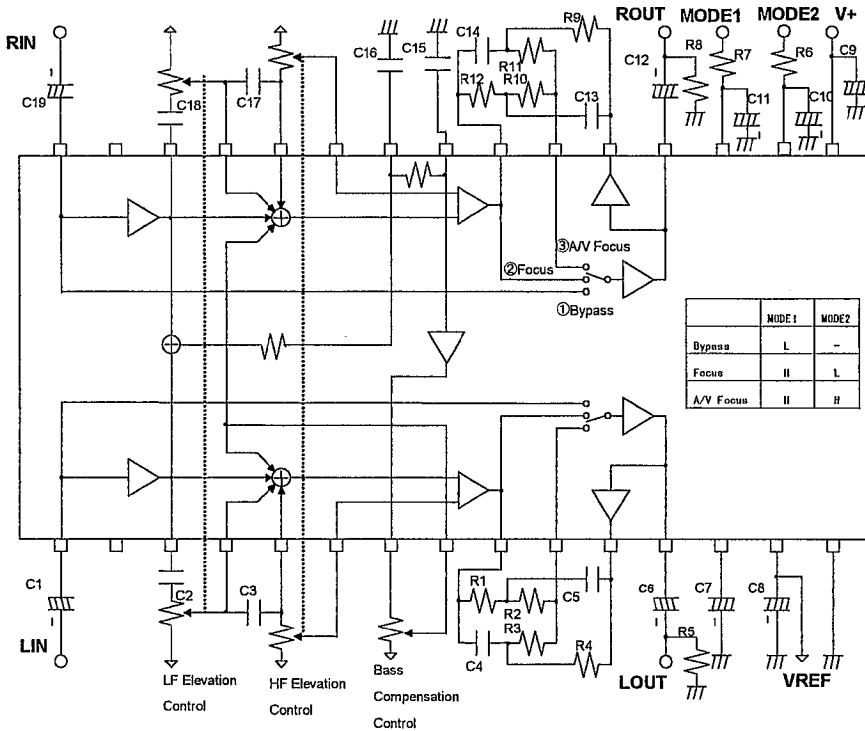 RIN
C19
C18
C17
C16
C15
C14
R11
R12
R10
R9
C13
ROUT
C12
R8
MODE1
R7
C11
MODE2
R6
C10
V+
C9
③A/V Focus
②Focus
①Bypass
MODE1 MODE2
Bypass L –
Focus H L
A/V Focus H H
C1
LIN
C2
C3
LF Elevation
Control
HF Elevation
Control
Bass
Compensation
Control
R1
R2
R3
C4
C5
R4
C6
LOUT
R5
C7
C8
VREF